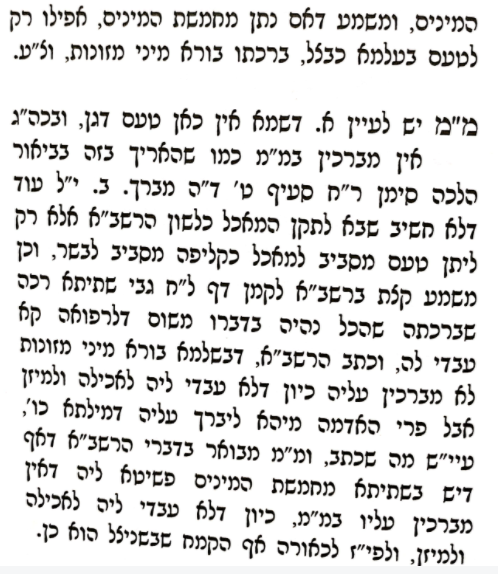 המינים, ומשמע דאם נתן מחמשת המינים, אפילו רק
לטעם בעלמא כבצל, ברכתו בורא מיני מזונות, וצ"ע.
מ"מ יש לעיין א. דשמא אין כאן טעם דגן, ובכה"ג
אין מברכין במ"מ כמו שהאריך בזה בביאור
הלכה סימן ר"ח סעיף ט' ד"ה מברך. ב. י"ל עוד
דלא חשיב שבא לתקן המאכל כלשון הרשב"א אלא רק
ליתן טעם מסביב למאכל כקליפה מסביב לבשר, וכן
משמע קצת ברשב"א לקמן דף ל"ח גבי שתיתא רכה
שברכתה שהכל נהיה בדברו משום דלרפואה קא
עבדי לה, וכתב הרשב"א, דבשלמא בורא מיני מזונות
לא מברכין עליה כיון דלא עבדי ליה לאכילה ולמיזן
אבל פרי האדמה מיהא ליברך עליה דמילתא כו',
עיי"ש מה שכתב, ומ"מ מבואר בדברי הרשב"א דאף
דיש בשתיתא מחמשת המינים פשיטא ליה דאין
מברכין עליו במ"מ, כיון דלא עבדי ליה לאכילה
ולמיזן, ולפי"ז לכאורה אף הקמח שבשניצל הוא כן.